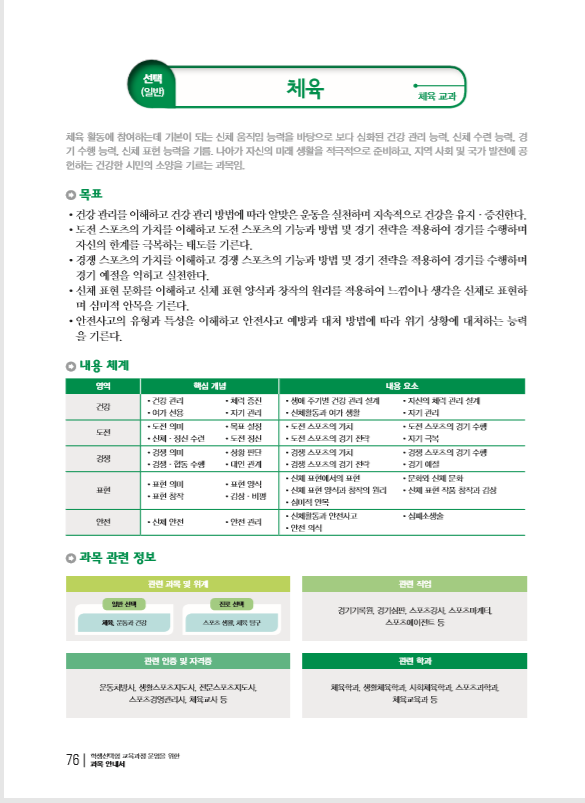 선택
(일반)
체육
체육 교과
체육 활동에 참여하는데 기본이 되는 신체 움직임 능력을 바탕으로 보다 심화된 건강 관리 능력, 신체 수련 능력, 경
기 수행 능력, 신체 표현 능력을 기름. 나아가 자신의 미래 생활을 적극적으로 준비하고, 지역 사회 및 국가 발전에 공
헌하는 건강한 시민의 소양을 기르는 과목임.
목표
• 건강 관리를 이해하고 건강 관리 방법에 따라 알맞은 운동을 실천하며 지속적으로 건강을 유지 · 증진한다.
• 도전 스포츠의 가치를 이해하고 도전 스포츠의 기능과 방법 및 경기 전략을 적용하여 경기를 수행하며
자신의 한계를 극복하는 태도를 기른다.
• 경쟁 스포츠의 가치를 이해하고 경쟁 스포츠의 기능과 방법 및 경기 전략을 적용하여 경기를 수행하며
경기 예절을 익히고 실천한다.
• 신체 표현 문화를 이해하고 신체 표현 양식과 창작의 원리를 적용하여 느낌이나 생각을 신체로 표현하
며 심미적 안목을 기른다.
• 안전사고의 유형과 특성을 이해하고 안전사고 예방과 대처 방법에 따라 위기 상황에 대처하는 능력
을 기른다.
내용 체계
영역 핵심 개념 내용 요소
건강
• 건강 관리 • 체력 증진 • 생애 주기별 건강 관리 설계 • 자신의 체력 관리 설계
• 여가 선용 • 자기 관리 • 신체활동과 여가 생활 • 자기 관리
도전
• 도전 의미 • 목표 설정 • 도전 스포츠의 가치 • 도전 스포츠의 경기 수행
• 신체 · 정신 수련 • 도전 정신 • 도전 스포츠의 경기 전략 • 자기 극복
경쟁
• 경쟁 의미 • 상황 판단 • 경쟁 스포츠의 가치 • 경쟁 스포츠의 경기 수행
• 경쟁 · 협동 수행 • 대인 관계 • 경쟁 스포츠의 경기 전략 • 경기 예절
표현
• 표현 의미 • 표현 양식
• 표현 창작 • 감상 · 비평
• 신체 표현에서의 표현 • 문화와 신체 문화
• 신체 표현 양식과 창작의 원리 • 신체 표현 작품 창작과 감상
• 심미적 안목
안전
• 신체 안전 • 안전 관리
• 신체활동과 안전사고 • 심폐소생술
• 안전 의식
과목 관련 정보
관련 과목 및 위계
일반 선택 진로 선택
체육, 운동과 건강 스포츠 생활, 체육 탐구
관련 직업
경기기록원, 경기심판, 스포츠강사, 스포츠마케터,
스포츠에이전트 등
관련 인증 및 자격증
운동처방사, 생활스포츠지도사, 전문스포츠지도사,
스포츠경영관리사, 체육교사 등
관련 학과
체육학과, 생활체육학과, 사회체육학과, 스포츠과학과,
체육교육과 등
76
학생선택형 교육과정 운영을 위한
과목 안내서